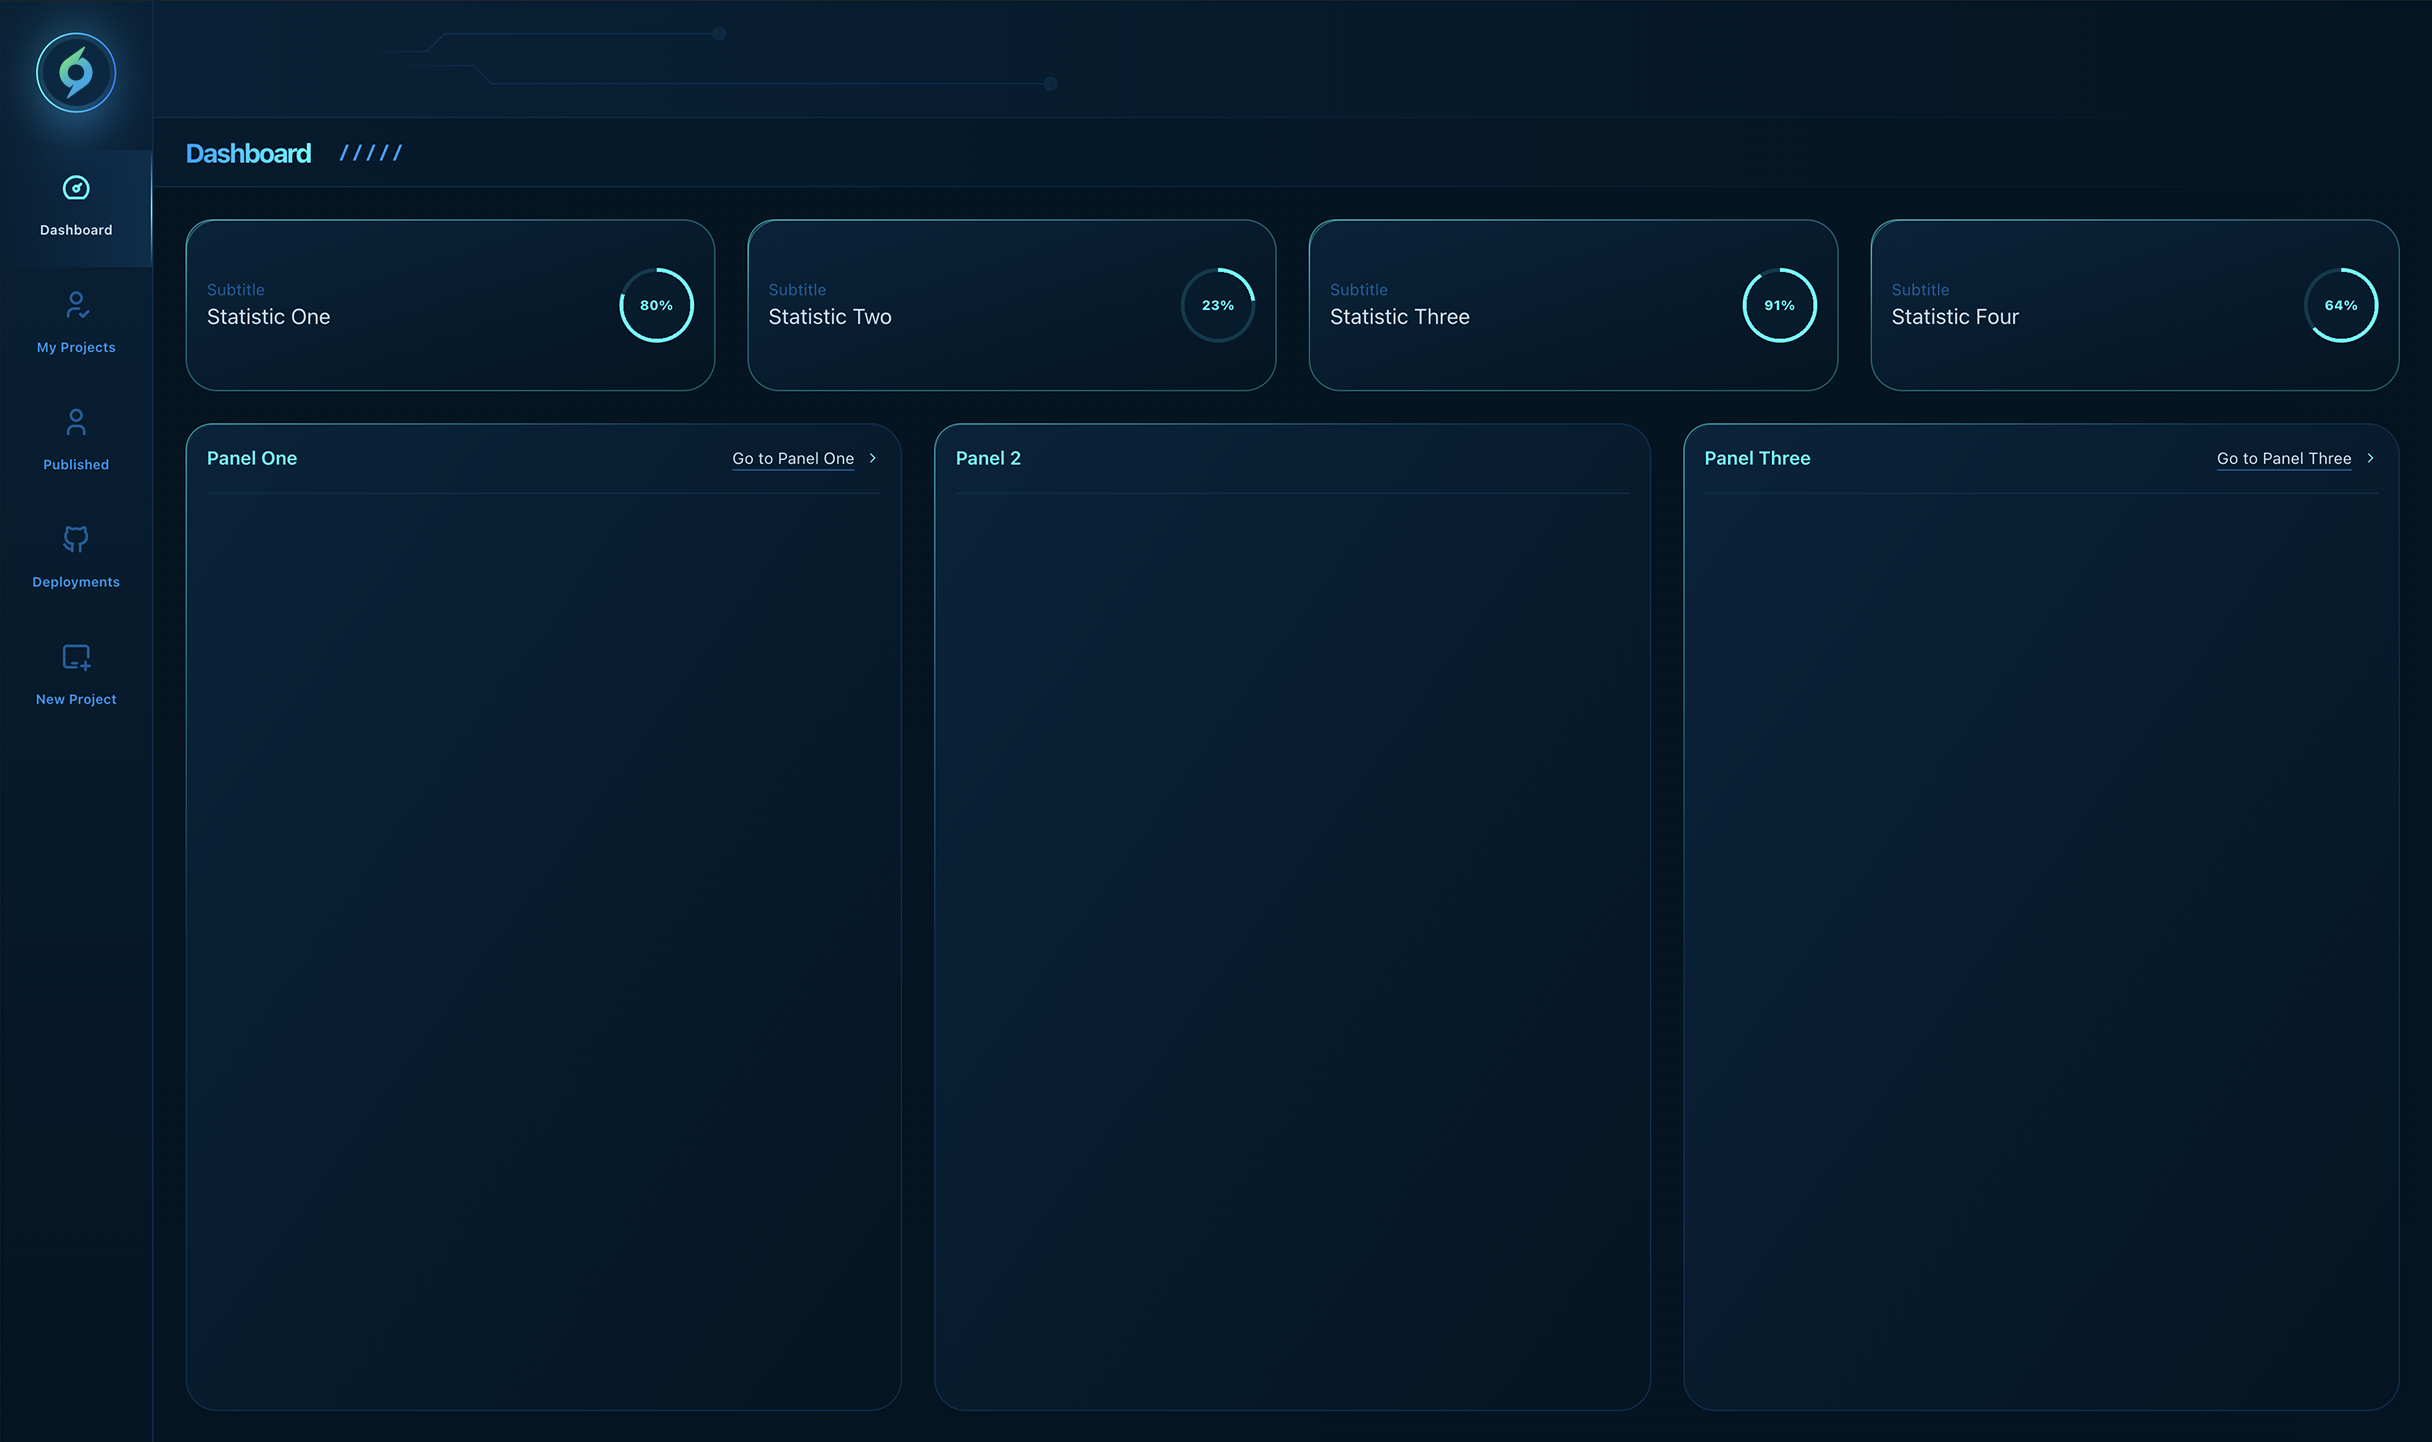 Dashboard /////
Dashboard
My Projects
Published
Deployments
New Project
Subtitle
Statistic One
80%
Subtitle
Statistic Two
23%
Subtitle
Statistic Three
91%
Subtitle
Statistic Four
64%
Panel One
Go to Panel One
Panel 2
Panel Three
Go to Panel Three